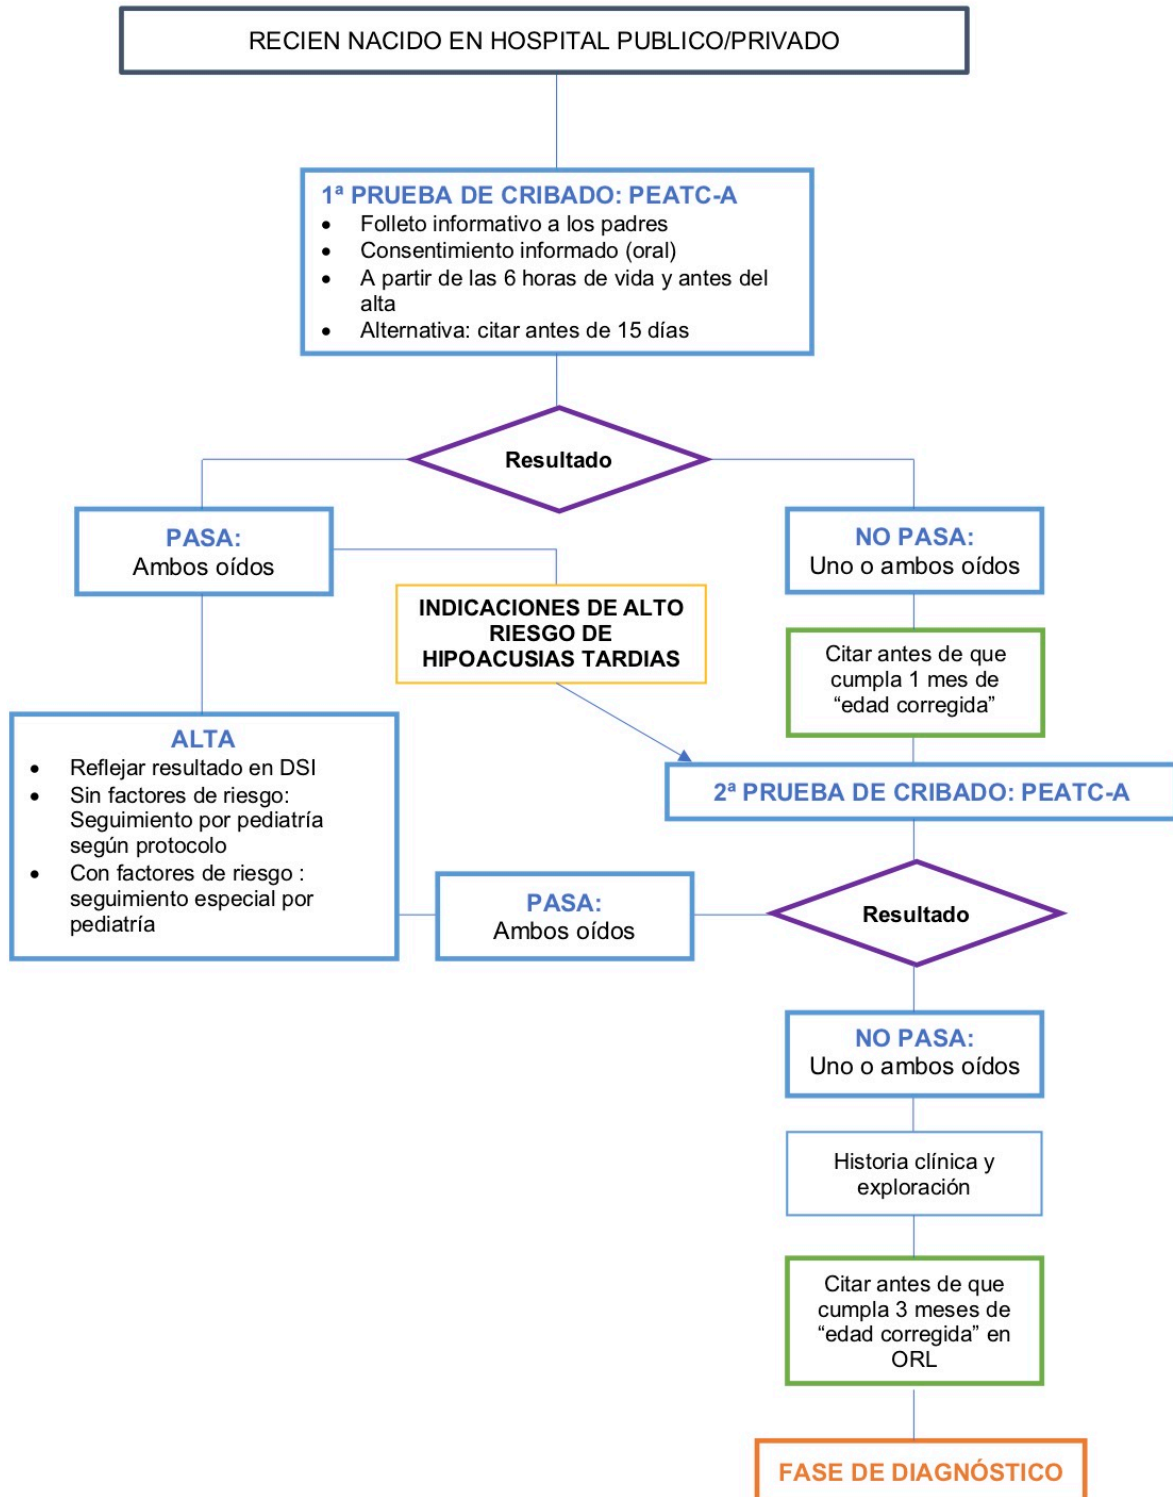 RECIEN NACIDO EN HOSPITAL PUBLICO/PRIVADO
1ª PRUEBA DE CRIBADO: PEATC-A
• Folleto informativo a los padres
• Consentimiento informado (oral)
• A partir de las 6 horas de vida y antes del
alta
• Alternativa: citar antes de 15 días
Resultado
PASA:
Ambos oídos
NO PASA:
Uno o ambos oídos
INDICACIONES DE ALTO
RIESGO DE
HIPOACUSIAS TARDIAS
Citar antes de que
cumpla 1 mes de
“edad corregida”
ALTA
• Reflejar resultado en DSI
• Sin factores de riesgo:
Seguimiento por pediatría
según protocolo
• Con factores de riesgo :
seguimiento especial por
pediatría
2ª PRUEBA DE CRIBADO: PEATC-A
PASA:
Ambos oídos
Resultado
NO PASA:
Uno o ambos oídos
Historia clínica y
exploración
Citar antes de que
cumpla 3 meses de
“edad corregida” en
ORL
FASE DE DIAGNÓSTICO